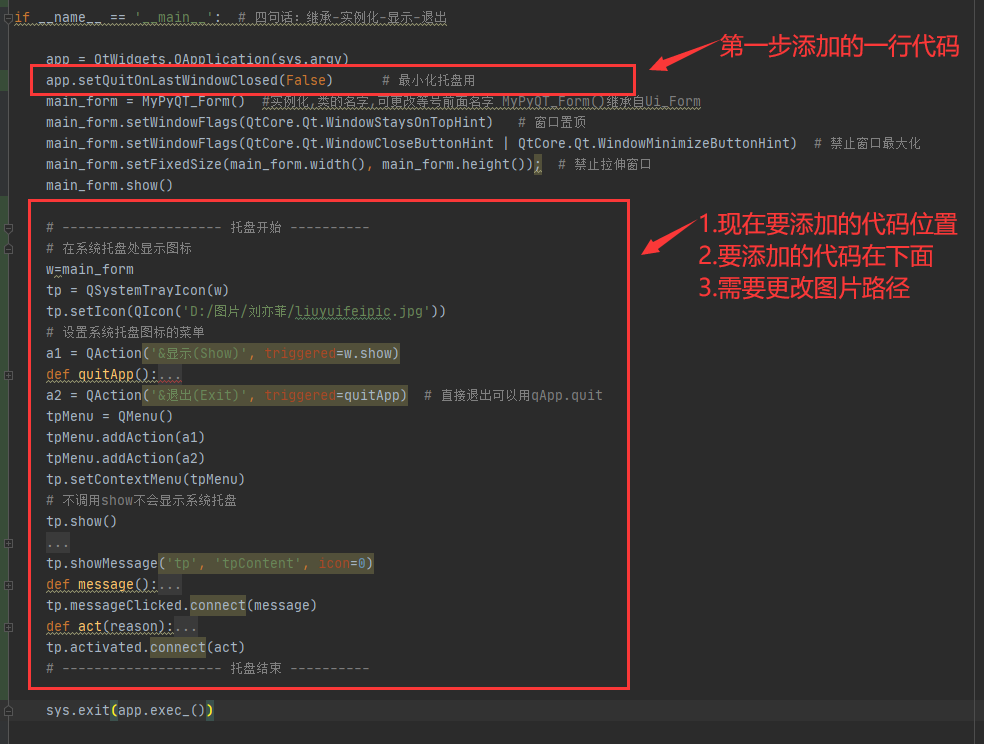 if __name__ == '__main__':  # 四句话: 继承-实例化-显示-退出
app = QtWidgets.QApplication(sys.argv)
第一步添加的一行代码
app.setQuitOnLastWindowClosed(False)      # 最小化托盘用
main_form = MyPyQT_Form()  #实例化,类的名字,可更改等号前面名字 MyPyQT_Form()继承自Ui_Form
main_form.setWindowFlags(QtCore.Qt.WindowStaysOnTopHint)   # 窗口置顶
main_form.setWindowFlags(QtCore.Qt.WindowCloseButtonHint | QtCore.Qt.WindowMinimizeButtonHint)  # 禁止窗口最大化
main_form.setFixedSize(main_form.width(), main_form.height());  # 禁止拉伸窗口
main_form.show()
1.现在要添加的代码位置
2.要添加的代码在下面
3.需要更改图片路径
# -------------------- 托盘开始 ----------
# 在系统托盘处显示图标
w=main_form
tp = QSystemTrayIcon(w)
tp.setIcon(QIcon('D:/图片/刘亦菲/liuyuifeipic.jpg'))
# 设置系统托盘图标的菜单
a1 = QAction('&显示(Show)', triggered=w.show)
def quitApp():...
a2 = QAction('&退出(Exit)', triggered=quitApp)  # 直接退出可以用qApp.quit
tpMenu = QMenu()
tpMenu.addAction(a1)
tpMenu.addAction(a2)
tp.setContextMenu(tpMenu)
# 不调用show不会显示系统托盘
tp.show()
...
tp.showMessage('tp', 'tpContent', icon=0)
def message():...
tp.messageClicked.connect(message)
def act(reason):...
tp.activated.connect(act)
# -------------------- 托盘结束 ----------
sys.exit(app.exec_())